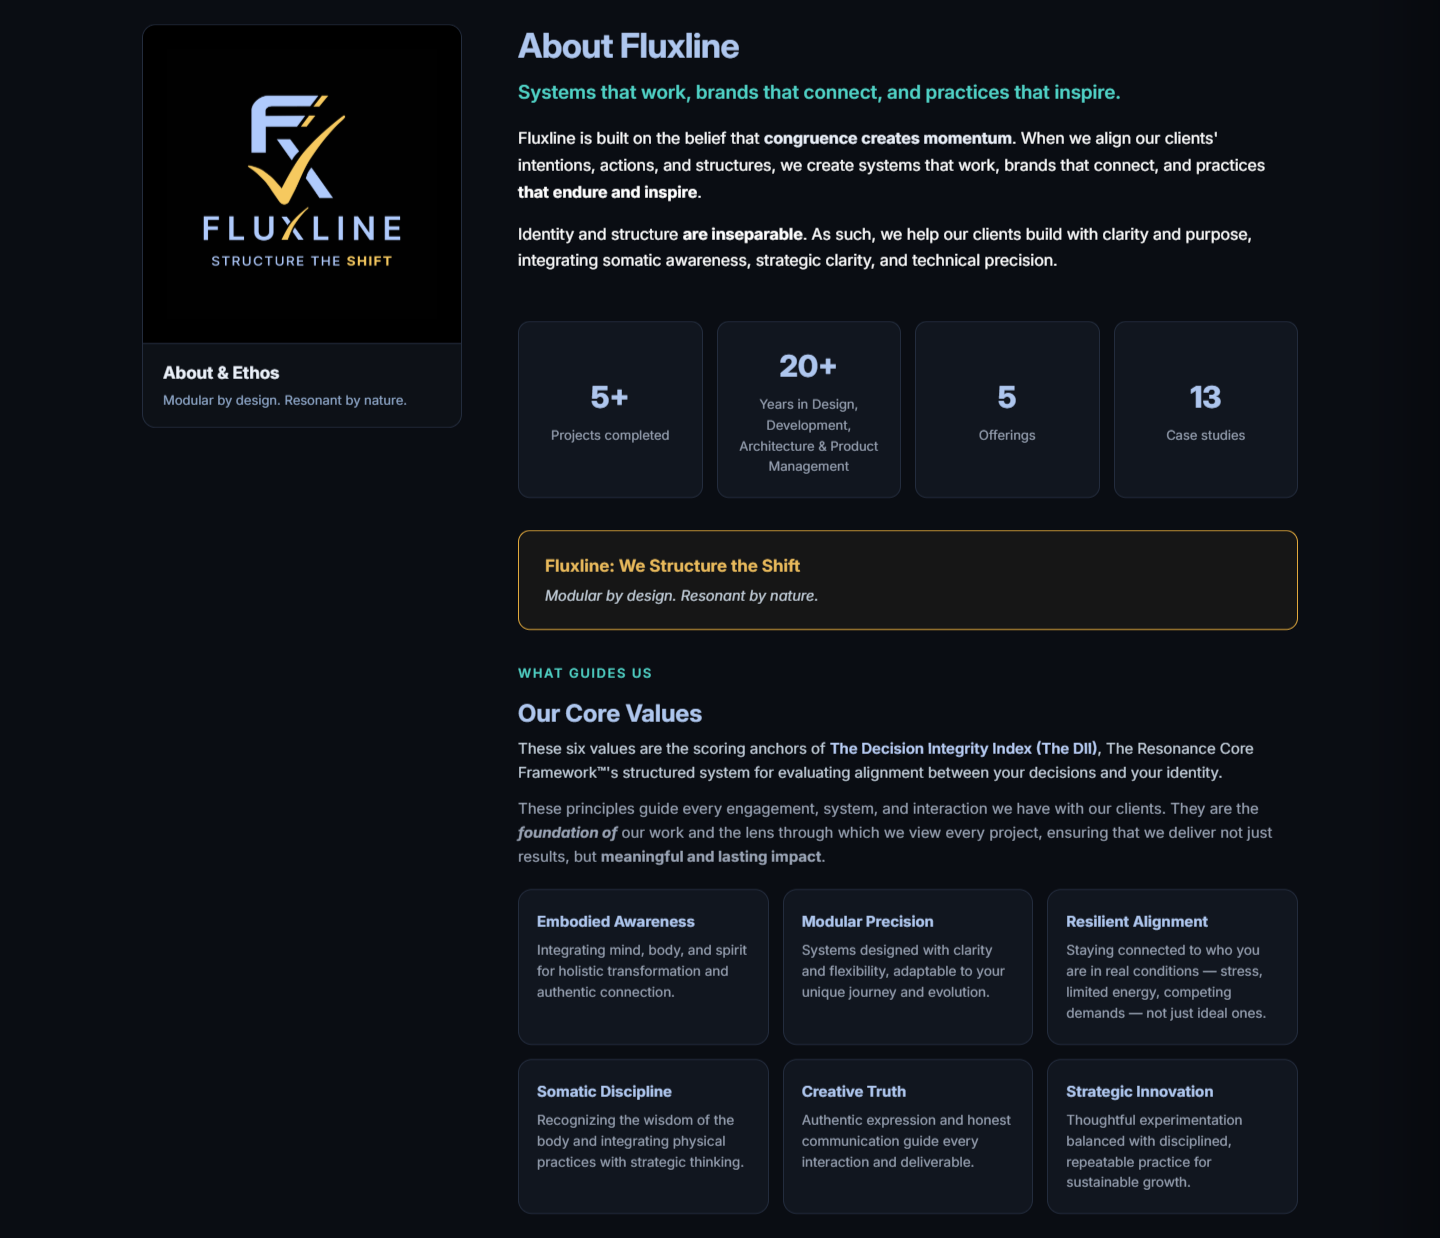 FLUXLINE
STRUCTURE THE SHIFT
About & Ethos
Modular by design. Resonant by nature.
About Fluxline
Systems that work, brands that connect, and practices that inspire.
Fluxline is built on the belief that congruence creates momentum. When we align our clients'
intentions, actions, and structures, we create systems that work, brands that connect, and practices
that endure and inspire.
Identity and structure are inseparable. As such, we help our clients build with clarity and purpose,
integrating somatic awareness, strategic clarity, and technical precision.
5+
Projects completed
20+
Years in Design,
Development,
Architecture & Product
Management
5
Offerings
13
Case studies
Fluxline: We Structure the Shift
Modular by design. Resonant by nature.
WHAT GUIDES US
Our Core Values
These six values are the scoring anchors of The Decision Integrity Index (The DII), The Resonance Core
Framework™'s structured system for evaluating alignment between your decisions and your identity.
These principles guide every engagement, system, and interaction we have with our clients. They are the
foundation of our work and the lens through which we view every project, ensuring that we deliver not just
results, but meaningful and lasting impact.
Embodied Awareness
Integrating mind, body, and spirit
for holistic transformation and
authentic connection.
Modular Precision
Systems designed with clarity
and flexibility, adaptable to your
unique journey and evolution.
Resilient Alignment
Staying connected to who you
are in real conditions — stress,
limited energy, competing
demands — not just ideal ones.
Somatic Discipline
Recognizing the wisdom of the
body and integrating physical
practices with strategic thinking.
Creative Truth
Authentic expression and honest
communication guide every
interaction and deliverable.
Strategic Innovation
Thoughtful experimentation
balanced with disciplined,
repeatable practice for
sustainable growth.